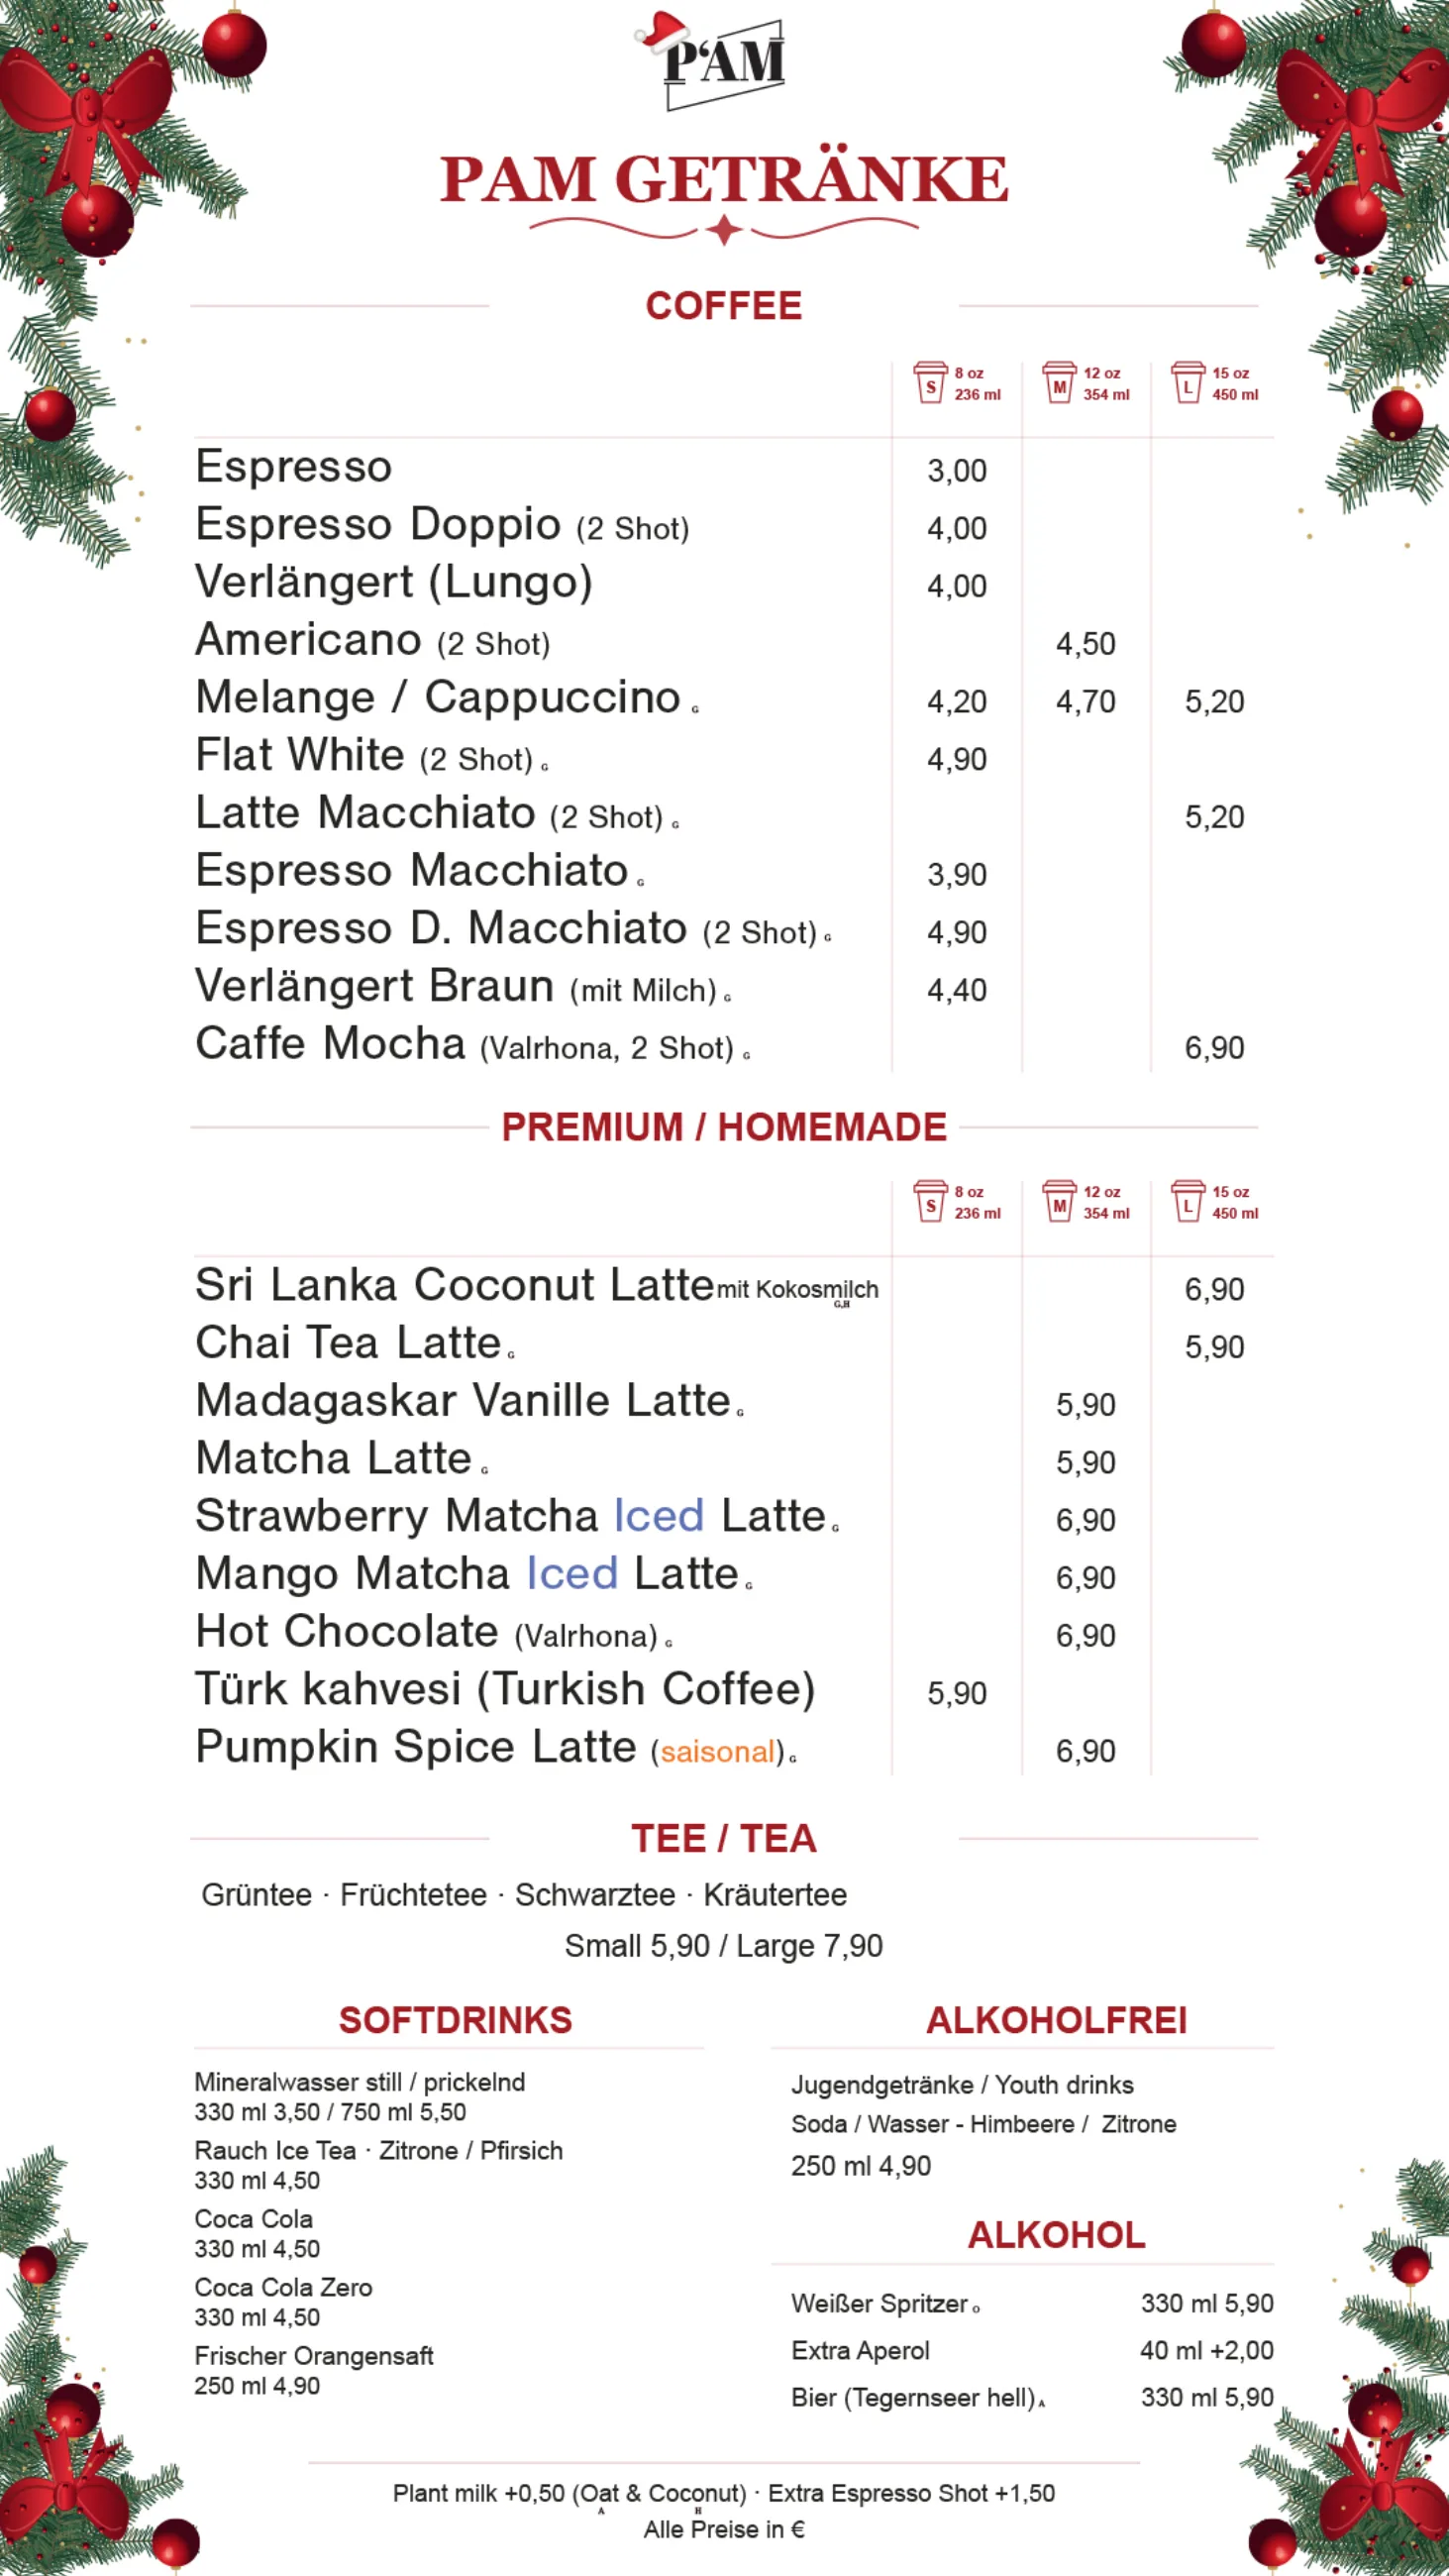 P'AM
PAM GETRÄNKE
COFFEE
S 8 oz 236 ml M 12 oz 354 ml L 15 oz 450 ml
Espresso 3,00
Espresso Doppio (2 Shot) 4,00
Verlängert (Lungo) 4,00
Americano (2 Shot) 4,50
Melange / Cappuccino G 4,20 4,70 5,20
Flat White (2 Shot) G 4,90
Latte Macchiato (2 Shot) G 5,20
Espresso Macchiato G 3,90
Espresso D. Macchiato (2 Shot) G 4,90
Verlängert Braun (mit Milch) G 4,40
Caffe Mocha (Valrhona, 2 Shot) G 6,90
PREMIUM / HOMEMADE
S 8 oz 236 ml M 12 oz 354 ml L 15 oz 450 ml
Sri Lanka Coconut Latte mit Kokosmilch G,H 6,90
Chai Tea Latte G 5,90
Madagaskar Vanille Latte G 5,90
Matcha Latte G 5,90
Strawberry Matcha Iced Latte G 6,90
Mango Matcha Iced Latte G 6,90
Hot Chocolate (Valrhona) G 6,90
Türk kahvesi (Turkish Coffee) 5,90
Pumpkin Spice Latte (saisonal) G 6,90
TEE / TEA
Grüntee · Früchtetee · Schwarztee · Kräutertee
Small 5,90 / Large 7,90
SOFTDRINKS
Mineralwasser still / prickelnd
330 ml 3,50 / 750 ml 5,50
Rauch Ice Tea · Zitrone / Pfirsich
330 ml 4,50
Coca Cola
330 ml 4,50
Coca Cola Zero
330 ml 4,50
Frischer Orangensaft
250 ml 4,90
ALKOHOLFREI
Jugendgetränke / Youth drinks
Soda / Wasser - Himbeere / Zitrone
250 ml 4,90
ALKOHOL
Weißer Spritzer O 330 ml 5,90
Extra Aperol 40 ml +2,00
Bier (Tegernseer hell) A 330 ml 5,90
Plant milk +0,50 (Oat & Coconut) · Extra Espresso Shot +1,50
A H
Alle Preise in €